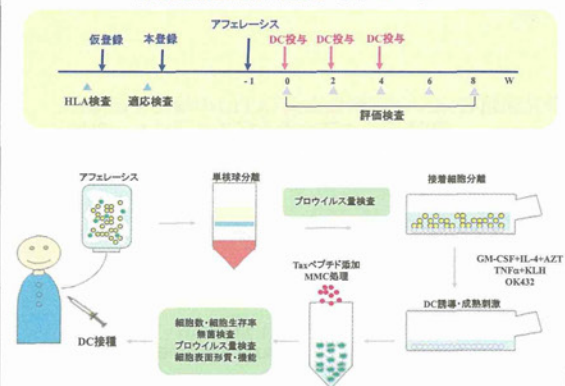 アフェレーシス
仮登録 本登録 DC投与 DC投与 DC投与
-1 0 2 4 6 8 W
HLA検査 適応検査
評価検査
アフェレーシス
単核球分離
プロウイルス量検査
接着細胞分離
GM-CSF+IL-4+AZT
TNFα+KLH
OK432
DC誘導・成熟刺激
Taxペプチド添加
MMC処理
細胞数・細胞生存率
無菌検査
プロウイルス量検査
細胞表面形質・機能
DC接種